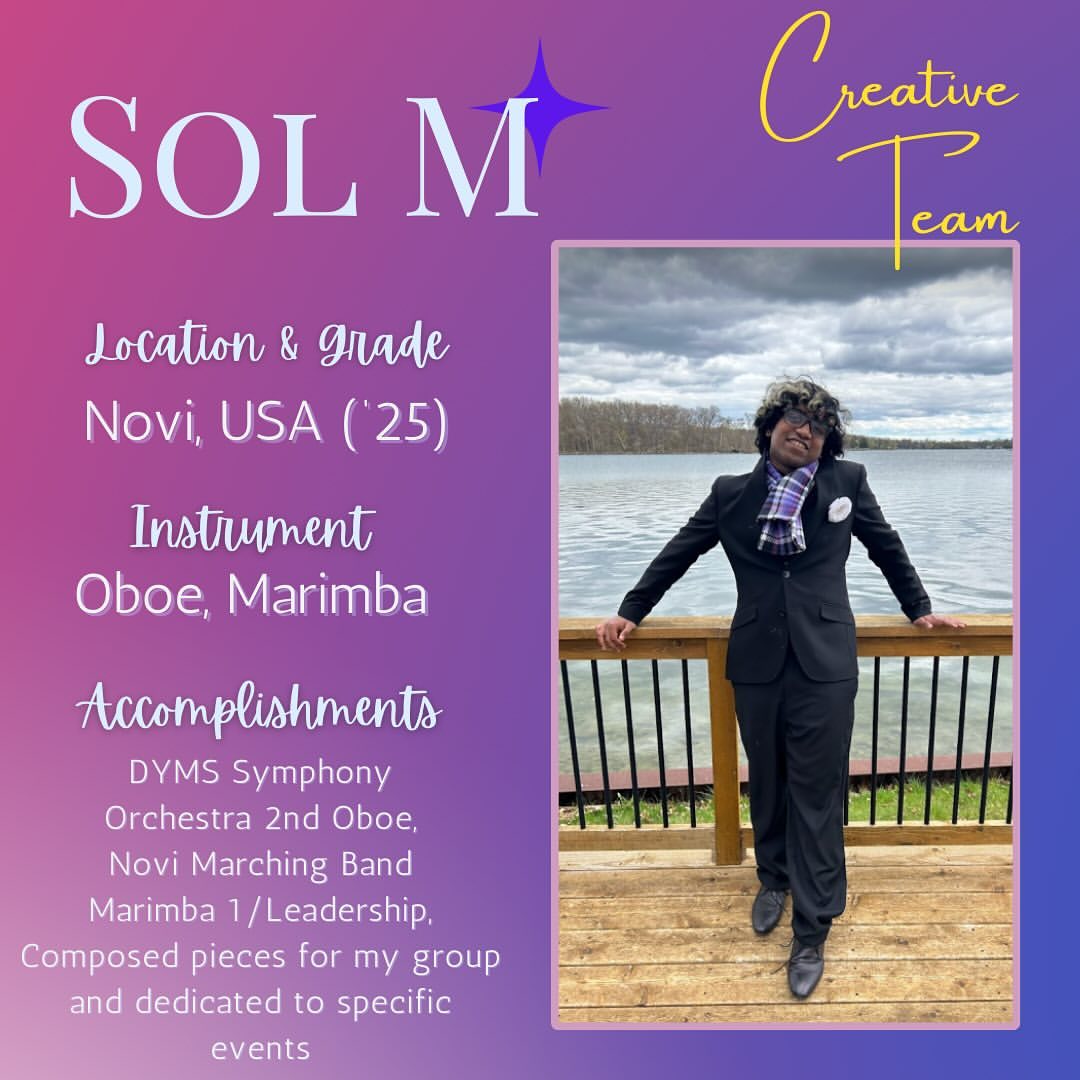 SOL M
Creative
Team
Location & Grade
Novi, USA ('25)
Instrument
Oboe, Marimba
Accomplishments
DYMS Symphony
Orchestra 2nd Oboe,
Novi Marching Band
Marimba 1/Leadership,
Composed pieces for my group
and dedicated to specific
events